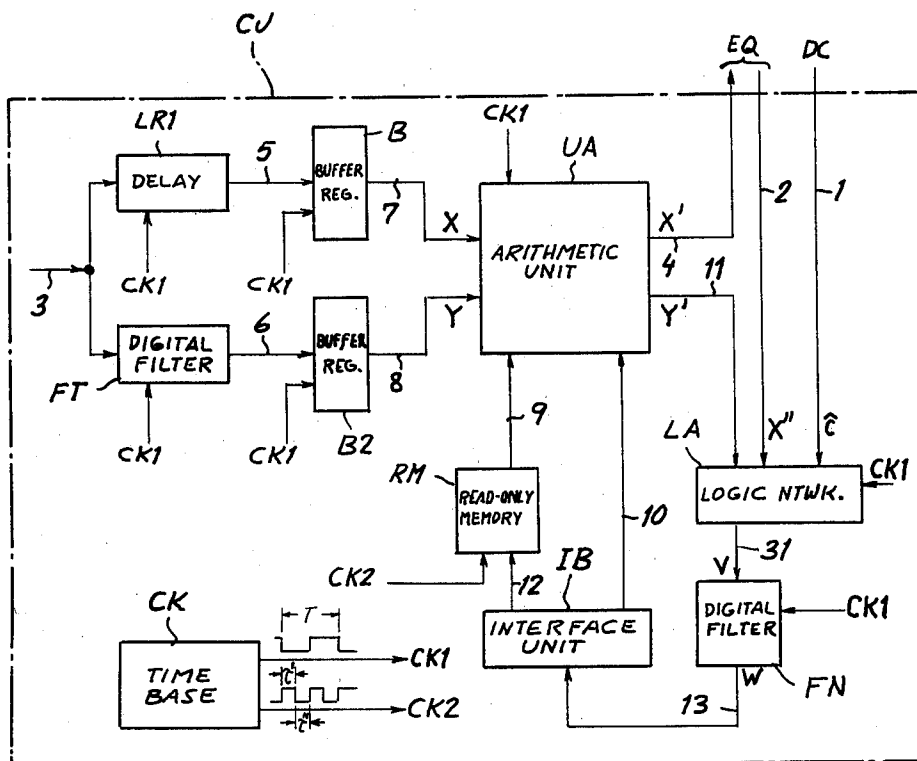 CU
EQ
DC
LR1
DELAY
CK1
5
B
BUFFER
REG.
CK1
7
X
CK1
UA
ARITHMETIC
UNIT
X'
4
2
1
3
DIGITAL
FILTER
FT
CK1
6
BUFFER
REG.
CK1
B2
8
Y
Y'
11
9
10
RM
READ-ONLY
MEMORY
CK2
12
IB
INTERFACE
UNIT
LA
X"
ĉ
LOGIC NTWK.
CK1
V
31
DIGITAL
FILTER
CK1
W
FN
13
CK
TIME
BASE
T
CK1
τ'
CK2
τ"